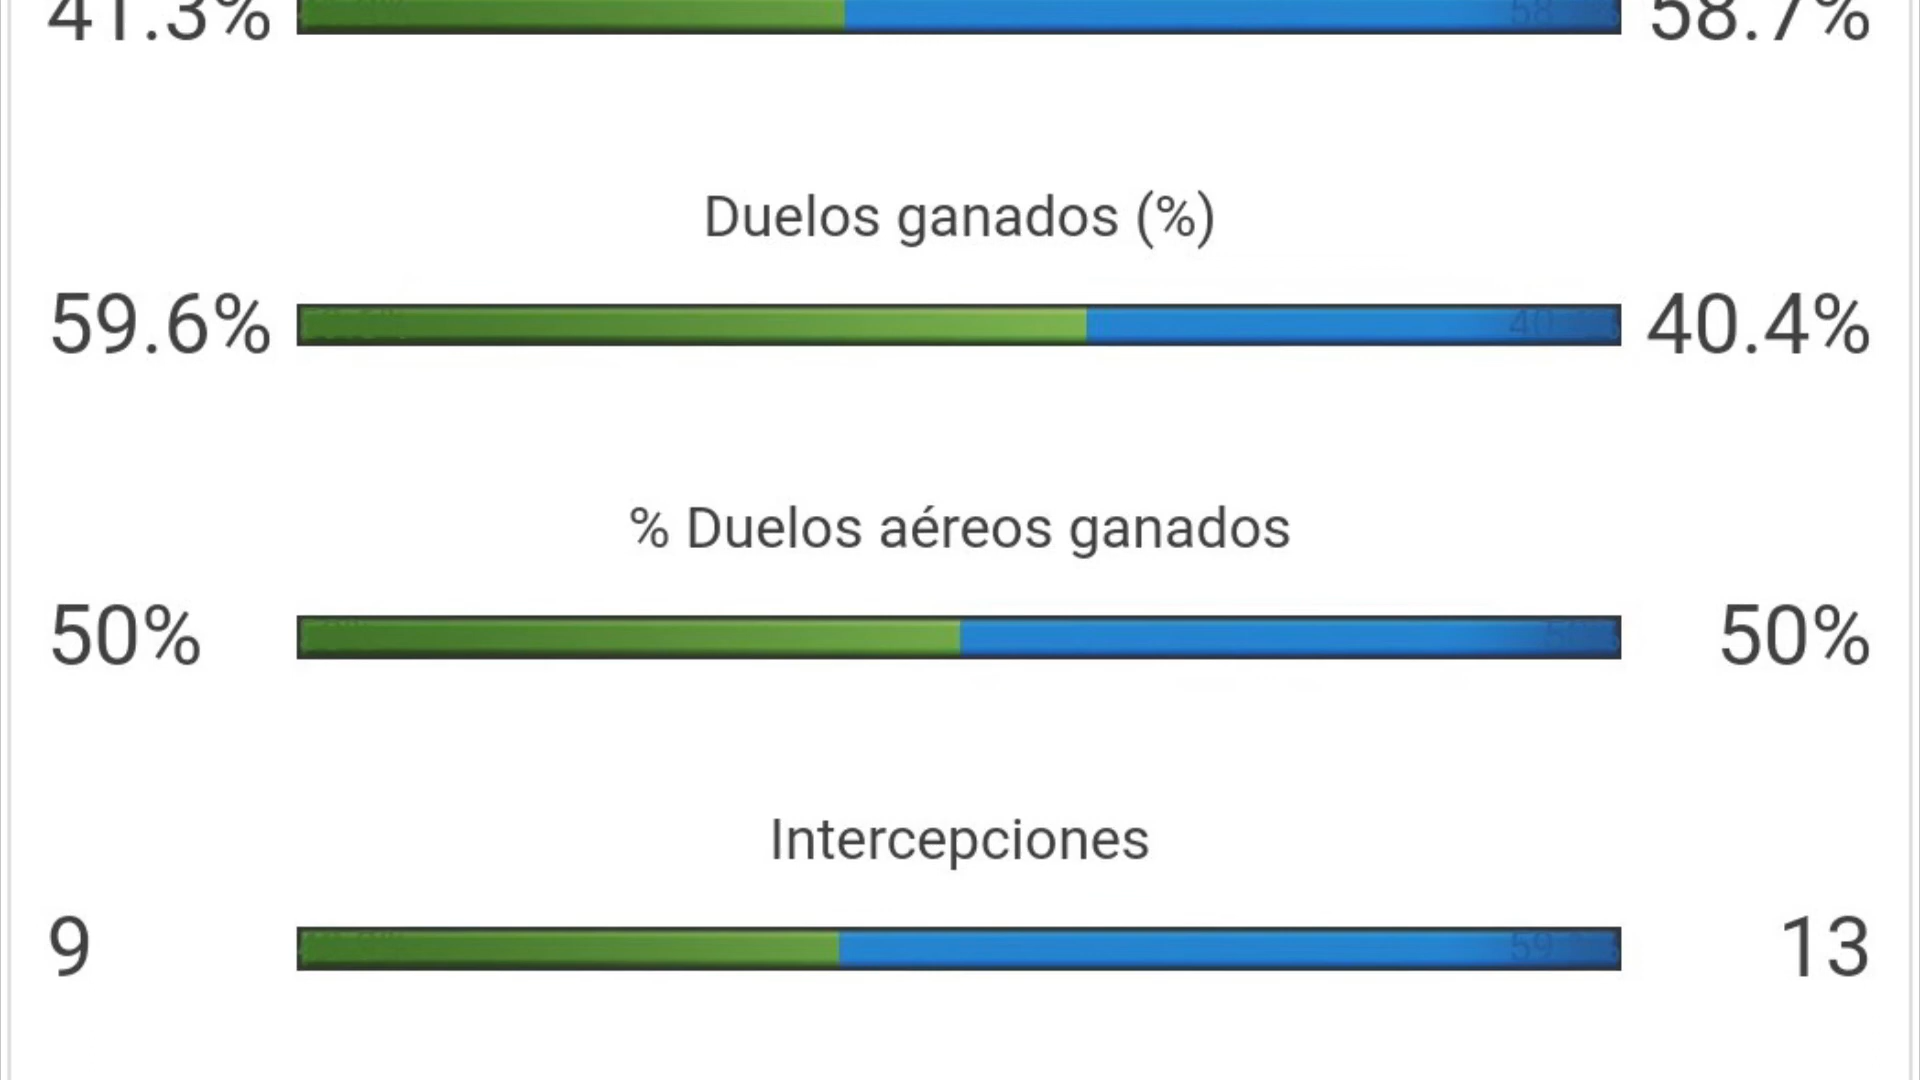 41.3% 58.7%
Duelos ganados (%)
59.6% 40.4%
% Duelos aéreos ganados
50% 50%
Intercepciones
9 13